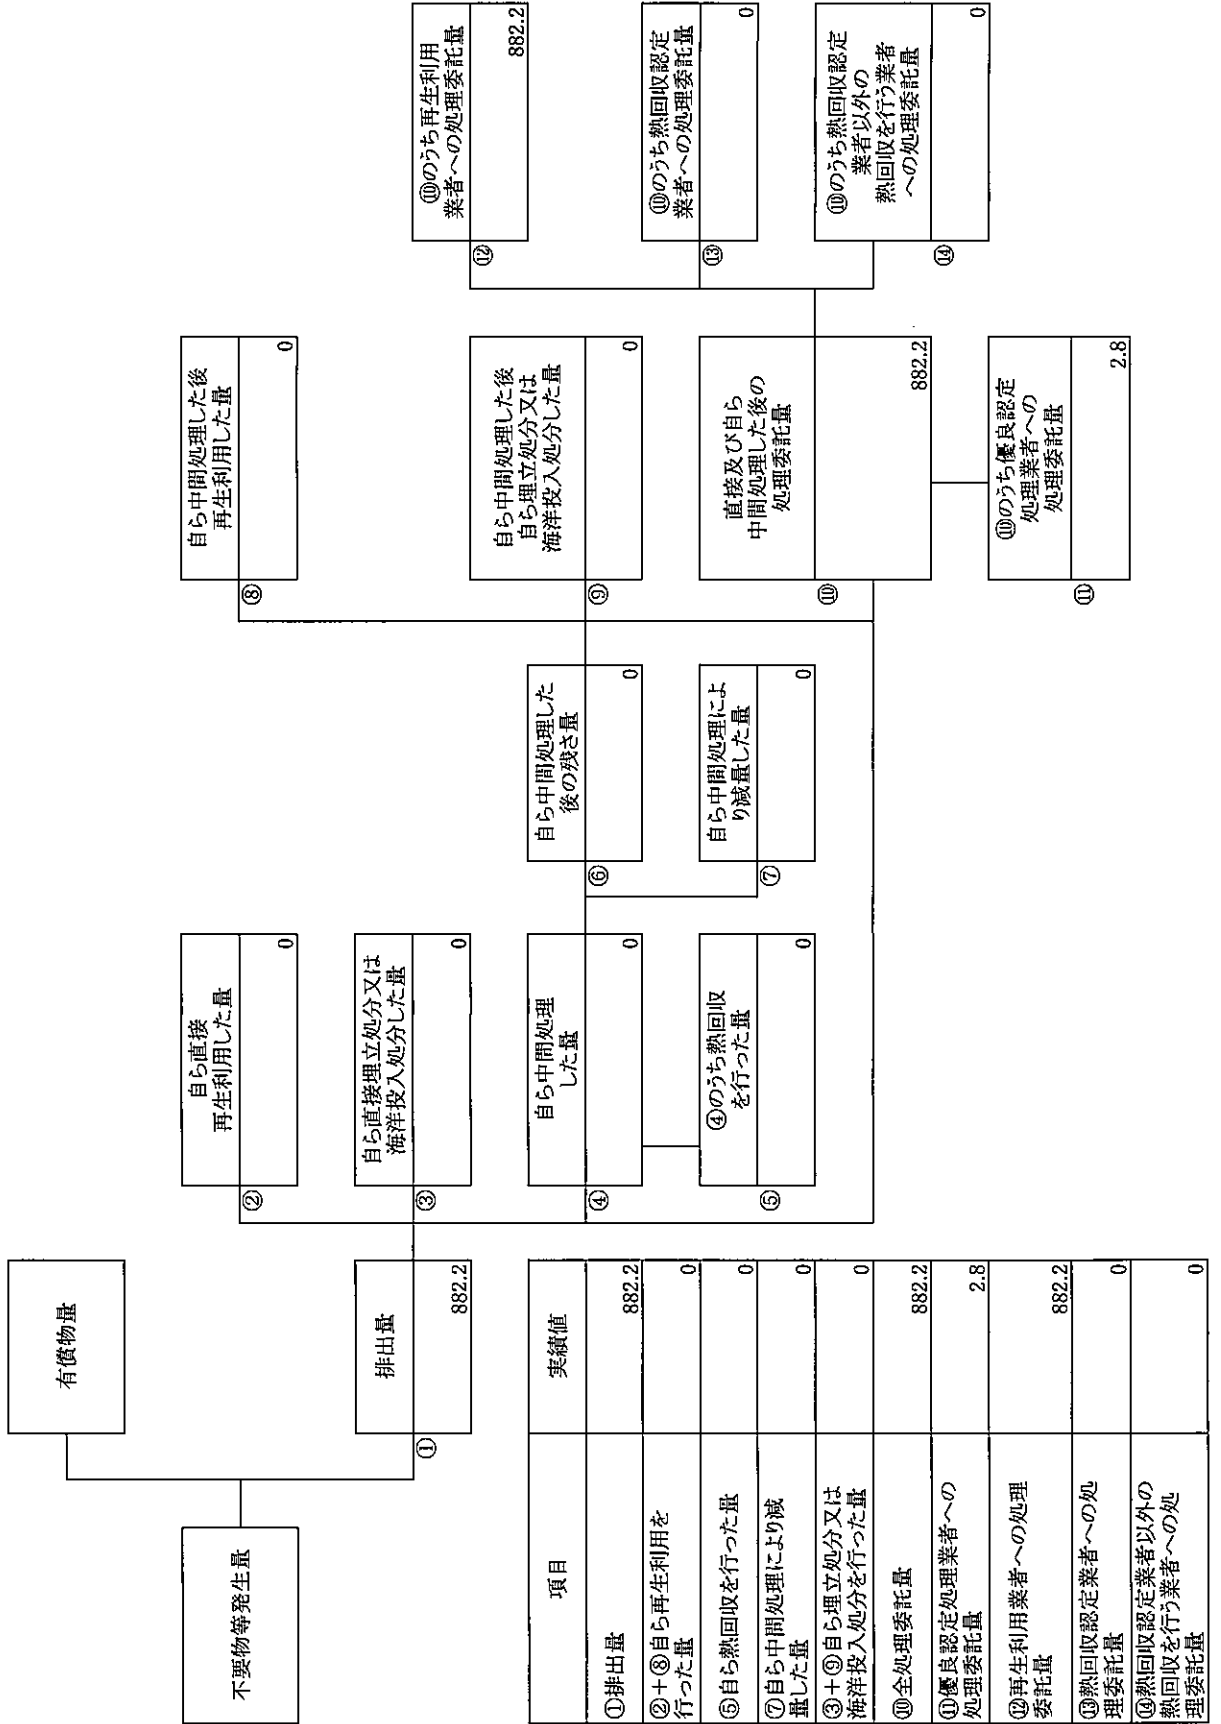 不要物等発生量
有償物量
排出量
①
882.2
自ら直接
再生利用した量
②
0
自ら直接埋立処分又は
海洋投入処分した量
③
0
自ら中間処理
した量
④
0
④のうち熱回収
を行った量
⑤
0
自ら中間処理した
後の残さ量
⑥
0
自ら中間処理によ
り減量した量
⑦
0
自ら中間処理した後
再生利用した量
⑧
0
自ら中間処理した後
自ら埋立処分又は
海洋投入処分した量
⑨
0
直接及び自ら
中間処理した後の
処理委託量
⑩
882.2
⑩のうち優良認定
処理業者への
処理委託量
⑪
2.8
⑩のうち再生利用
業者への処理委託量
⑫
882.2
⑩のうち熱回収認定
業者への処理委託量
⑬
0
⑩のうち熱回収認定
業者以外の
熱回収を行う業者
への処理委託量
⑭
0
項目 実績値
①排出量 882.2
②+⑧自ら再生利用を
行った量 0
⑤自ら熱回収を行った量 0
⑦自ら中間処理により減
量した量 0
③+⑨自ら埋立処分又は
海洋投入処分を行った量 0
⑩全処理委託量 882.2
⑪優良認定処理業者への
処理委託量 2.8
⑫再生利用業者への処理
委託量 882.2
⑬熱回収認定業者への処
理委託量 0
⑭熱回収認定業者以外の
熱回収を行う業者への処
理委託量 0